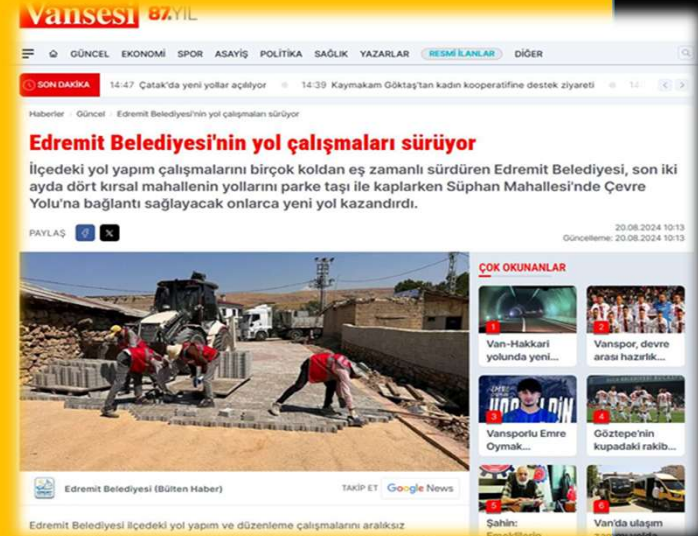 Vansesi 87.YIL
GÜNCEL EKONOMİ SPOR ASAYİŞ POLİTİKA SAĞLIK YAZARLAR RESMİ İLANLAR DİĞER
SON DAKİKA 14:47 Çatak'da yeni yollar açılıyor 14:39 Kaymakam Göktaş'tan kadın kooperatifine destek ziyareti
Haberler Güncel Edremit Belediyesi'nin yol çalışmaları sürüyor
Edremit Belediyesi'nin yol çalışmaları sürüyor
İlçedeki yol yapım çalışmalarını birçok koldan eş zamanlı sürdüren Edremit Belediyesi, son iki
ayda dört kırsal mahallenin yollarını parke taşı ile kaplarken Süphan Mahallesi'nde Çevre
Yolu'na bağlantı sağlayacak onlarca yeni yol kazandırdı.
PAYLAŞ
20.08.2024 10:13
Güncelleme: 20.08.2024 10:13
ÇOK OKUNANLAR
1
Van-Hakkari
yolunda yeni...
2
Vanspor, devre
arası hazırlık...
3
Vansporlu Emre
Oymak...
4
Göztepe'nin
kupadaki rakib...
5
Şahin:
6
Van'da ulaşım
Edremit Belediyesi (Bülten Haber)
TAKİP ET Google News
Edremit Belediyesi ilçedeki yol yapım ve düzenleme çalışmalarını aralıksız